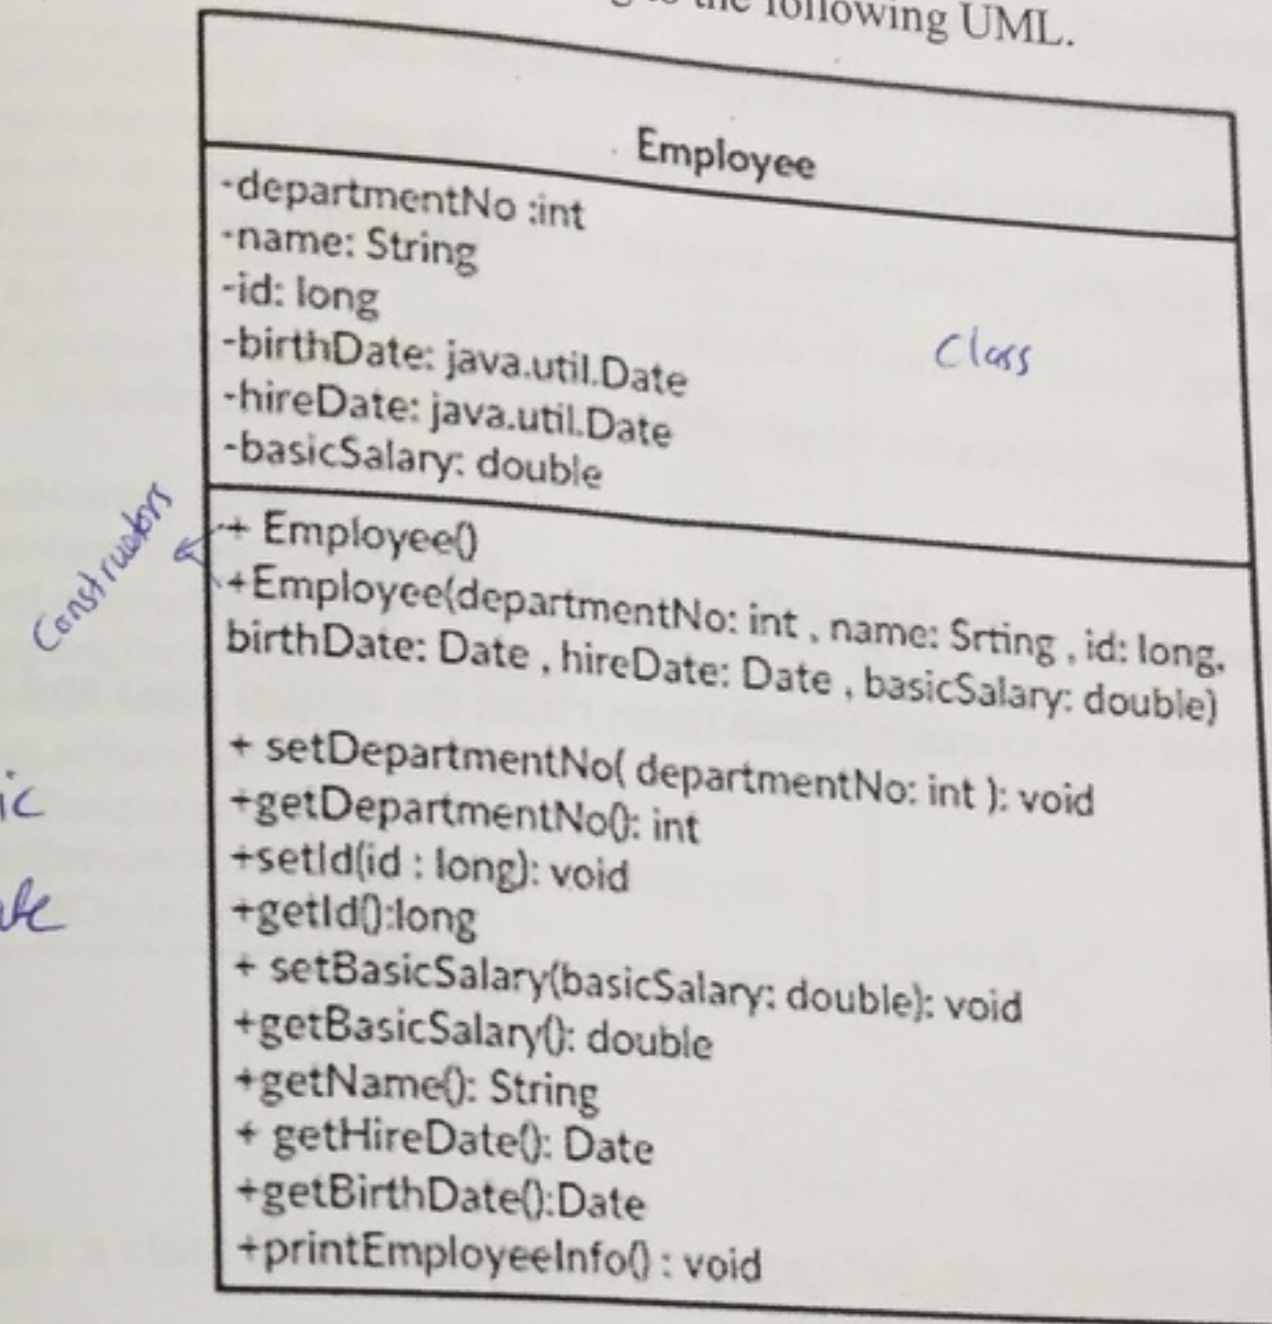 the following UML.
Employee
-departmentNo :int
-name: String
-id: long
-birthDate: java.util.Date
-hireDate: java.util.Date
-basicSalary: double
Class
Constructors
+ Employee()
+Employee(departmentNo: int , name: Srting , id: long,
birthDate: Date , hireDate: Date , basicSalary: double)
+ setDepartmentNo( departmentNo: int ): void
+getDepartmentNo(): int
+setId(id : long): void
+getId():long
+ setBasicSalary(basicSalary: double): void
+getBasicSalary(): double
+getName(): String
+ getHireDate(): Date
+getBirthDate():Date
+printEmployeeInfo() : void